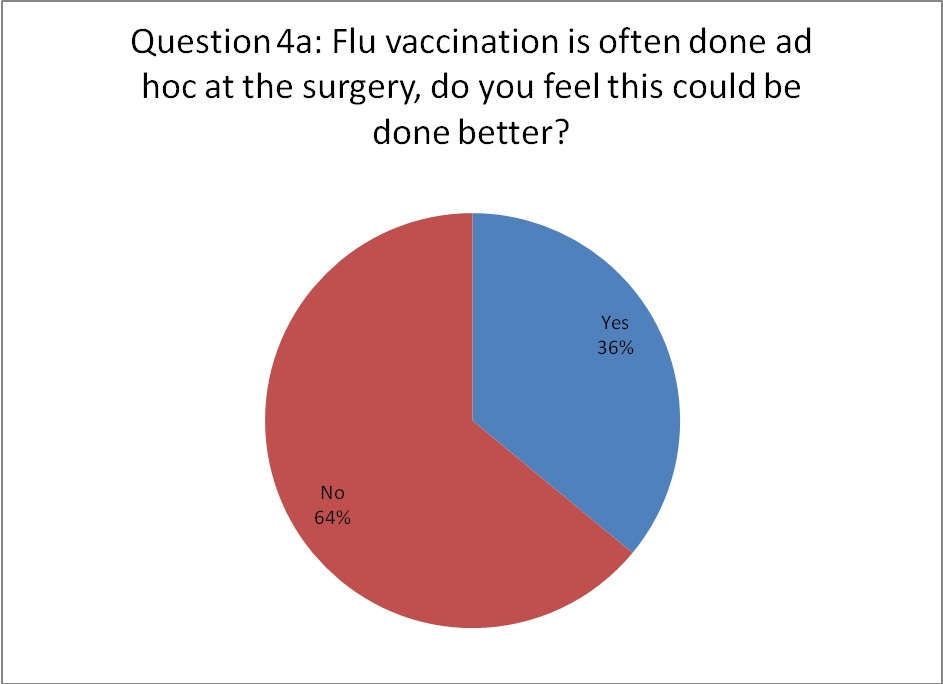 Question 4a: Flu vaccination is often done ad
hoc at the surgery, do you feel this could be
done better?
Yes
36%
No
64%